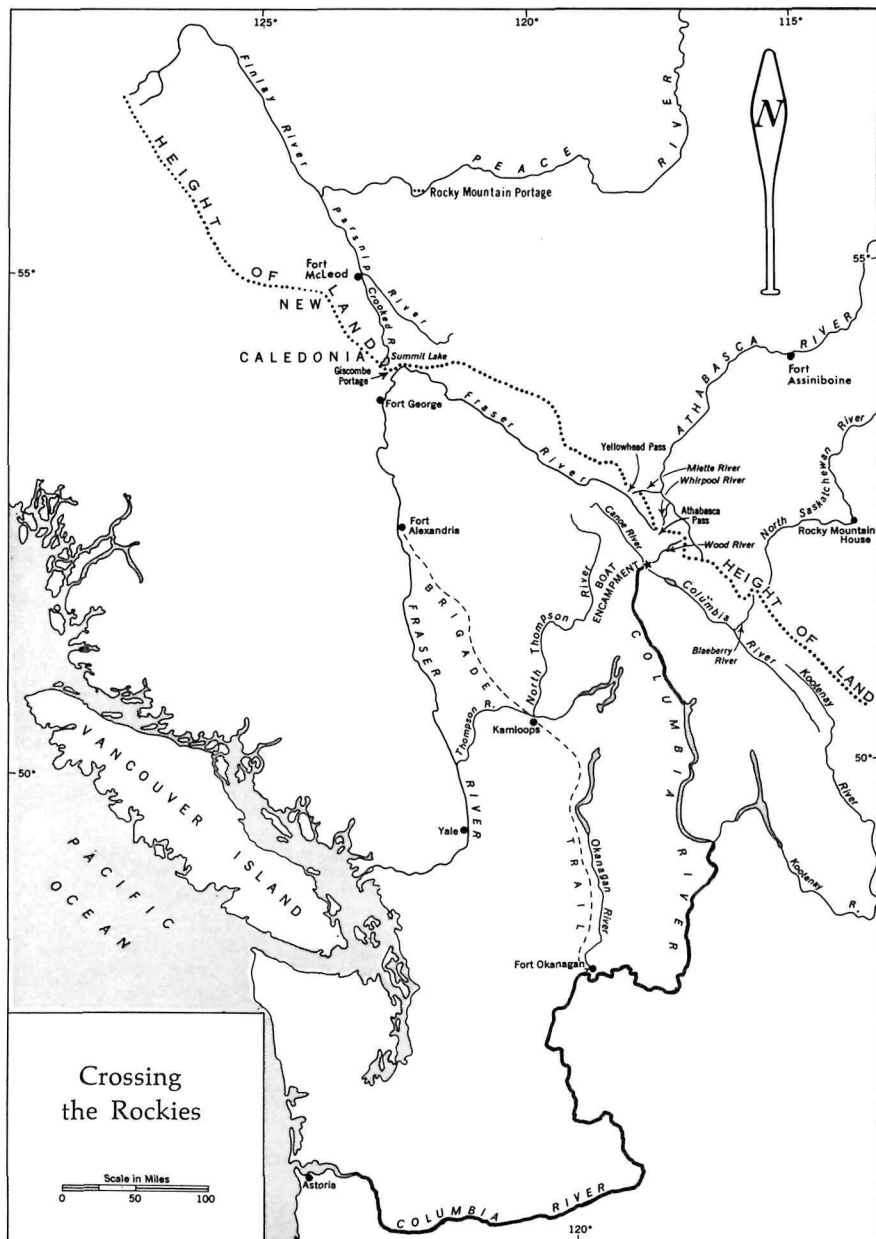 125°
120°
115°
Finlay River
HEIGHT OF LAND
PEACE RIVER
Rocky Mountain Portage
N
Parsnip River
55°
55°
Fort McLeod
Crooked R.
NEW CALEDONIA
Summit Lake
Giscombe Portage
Fort George
Fraser River
ATHABASCA RIVER
Fort Assiniboine
Yellowhead Pass
Miette River
Whirlpool River
Athabasca Pass
North Saskatchewan River
Rocky Mountain House
Canoe River
Wood River
BOAT ENCAMPMENT
HEIGHT OF LAND
Fort Alexandria
BRIGADE TRAIL
FRASER RIVER
North Thompson River
COLUMBIA RIVER
Columbia River
Blaeberry River
Kootenay River
Thompson R.
Kamloops
50°
50°
VANCOUVER ISLAND
PACIFIC OCEAN
Yale
Okanagan River
Kootenay R.
Fort Okanagan
Crossing
the Rockies
Scale in Miles
0 50 100
Astoria
COLUMBIA RIVER
120°